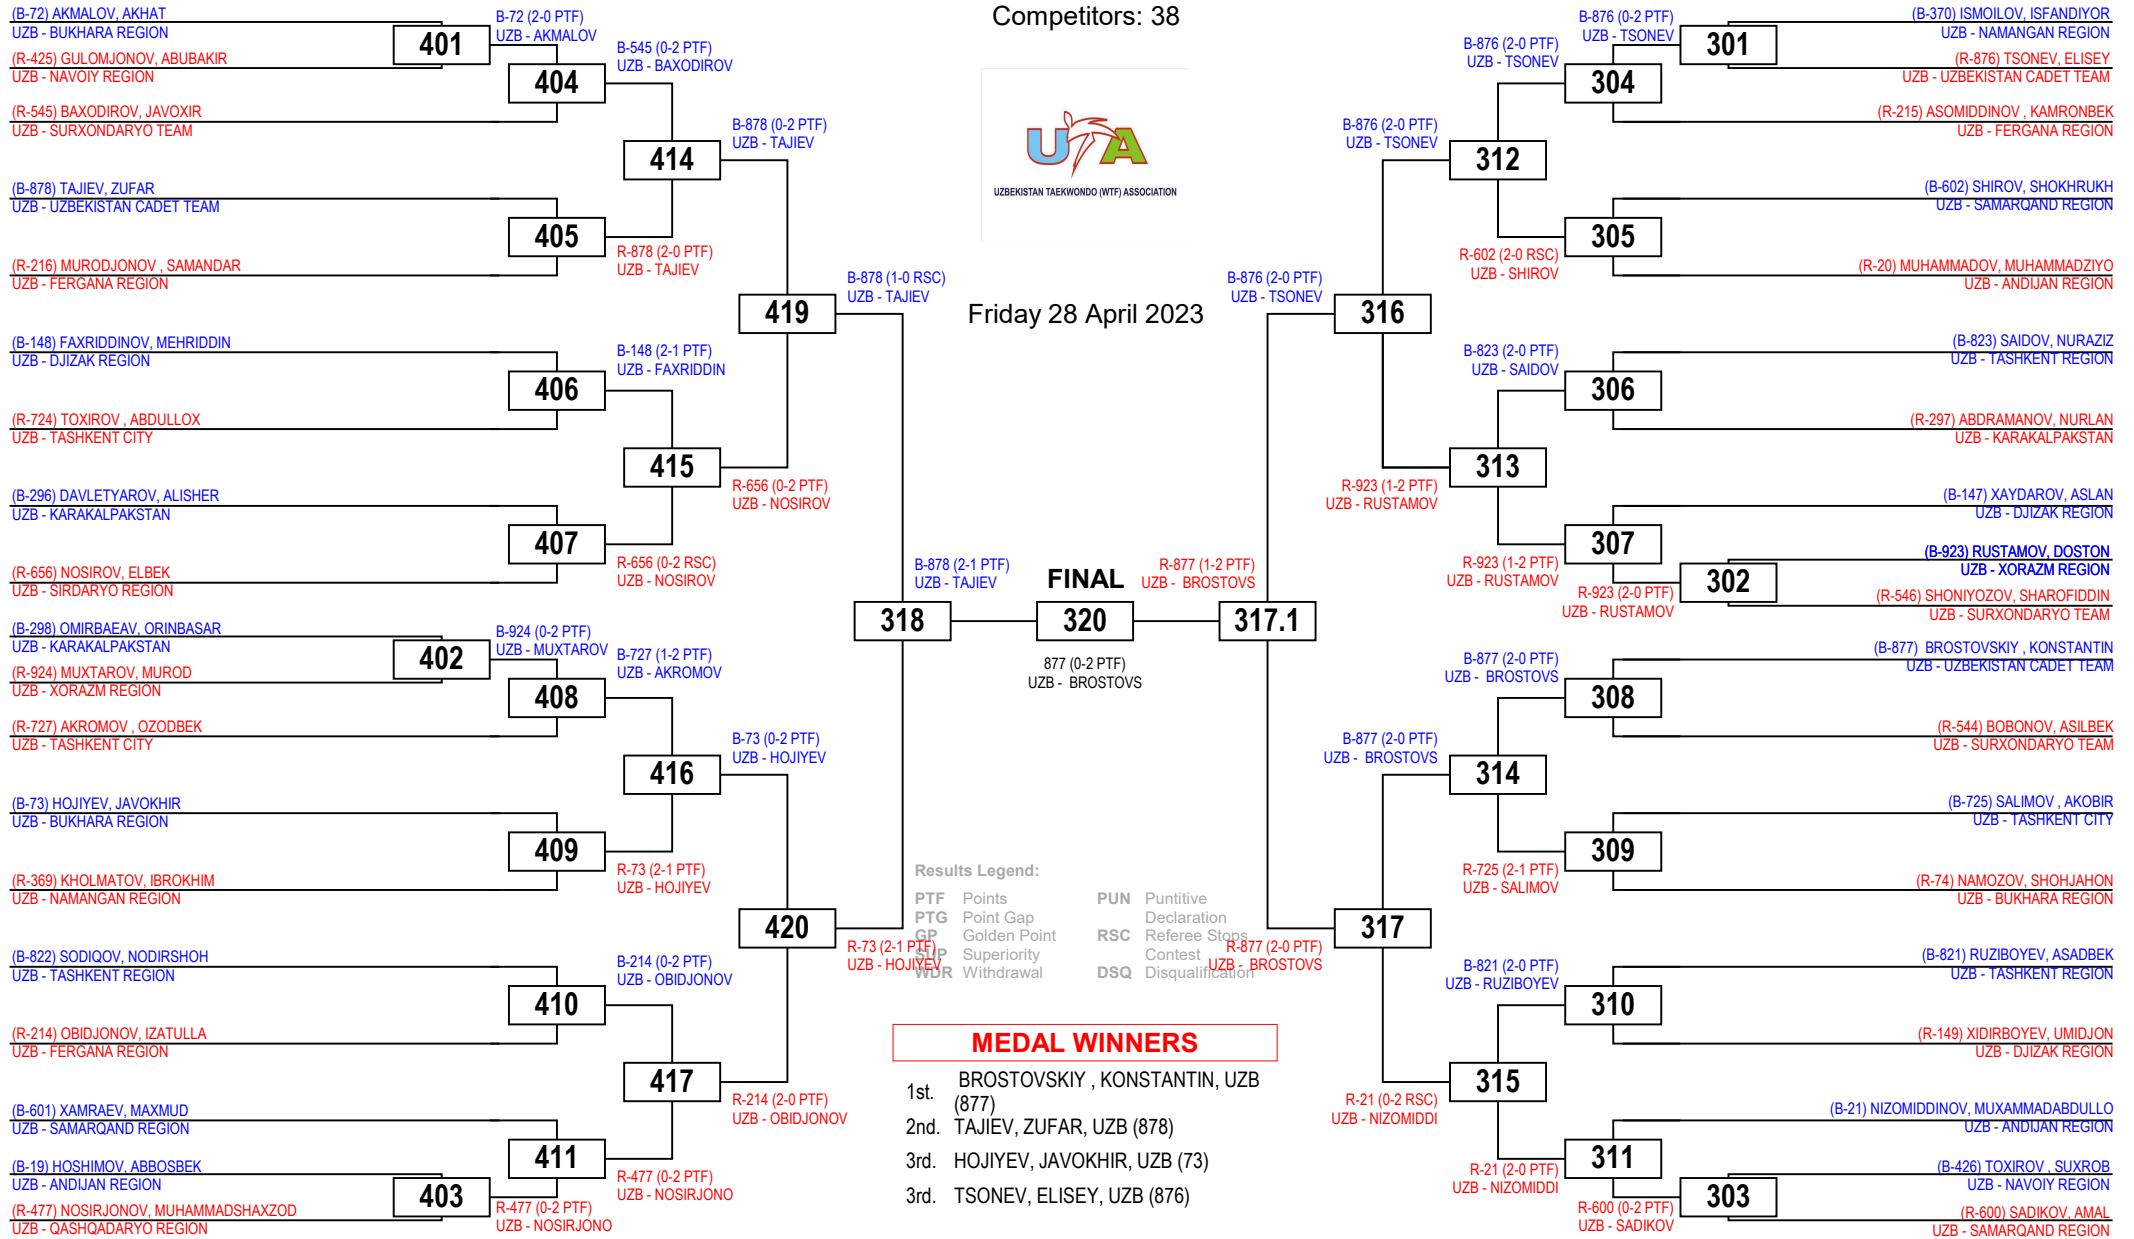 Competitors: 38
UTA
UZBEKISTAN TAEKWONDO (WTF) ASSOCIATION
Friday 28 April 2023
(B-72) AKMALOV, AKHAT
UZB - BUKHARA REGION
(R-425) GULOMJONOV, ABUBAKIR
UZB - NAVOIY REGION
(R-545) BAXODIROV, JAVOXIR
UZB - SURXONDARYO TEAM
(B-878) TAJIEV, ZUFAR
UZB - UZBEKISTAN CADET TEAM
(R-216) MURODJONOV , SAMANDAR
UZB - FERGANA REGION
(B-148) FAXRIDDINOV, MEHRIDDIN
UZB - DJIZAK REGION
(R-724) TOXIROV , ABDULLOX
UZB - TASHKENT CITY
(B-296) DAVLETYAROV, ALISHER
UZB - KARAKALPAKSTAN
(R-656) NOSIROV, ELBEK
UZB - SIRDARYO REGION
(B-298) OMIRBAEAV, ORINBASAR
UZB - KARAKALPAKSTAN
(R-924) MUXTAROV, MUROD
UZB - XORAZM REGION
(R-727) AKROMOV , OZODBEK
UZB - TASHKENT CITY
(B-73) HOJIYEV, JAVOKHIR
UZB - BUKHARA REGION
(R-369) KHOLMATOV, IBROKHIM
UZB - NAMANGAN REGION
(B-822) SODIQOV, NODIRSHOH
UZB - TASHKENT REGION
(R-214) OBIDJONOV, IZATULLA
UZB - FERGANA REGION
(B-601) XAMRAEV, MAXMUD
UZB - SAMARQAND REGION
(B-19) HOSHIMOV, ABBOSBEK
UZB - ANDIJAN REGION
(R-477) NOSIRJONOV, MUHAMMADSHAXZOD
UZB - QASHQADARYO REGION
401
B-72 (2-0 PTF)
UZB - AKMALOV
402
B-924 (0-2 PTF)
UZB - MUXTAROV
403
R-477 (0-2 PTF)
UZB - NOSIRJONO
404
B-545 (0-2 PTF)
UZB - BAXODIROV
405
R-878 (2-0 PTF)
UZB - TAJIEV
406
B-148 (2-1 PTF)
UZB - FAXRIDDIN
407
R-656 (0-2 RSC)
UZB - NOSIROV
408
B-727 (1-2 PTF)
UZB - AKROMOV
409
R-73 (2-1 PTF)
UZB - HOJIYEV
410
B-214 (0-2 PTF)
UZB - OBIDJONOV
411
R-477 (0-2 PTF)
UZB - NOSIRJONO
414
B-878 (0-2 PTF)
UZB - TAJIEV
415
R-656 (0-2 PTF)
UZB - NOSIROV
416
B-73 (0-2 PTF)
UZB - HOJIYEV
417
R-214 (2-0 PTF)
UZB - OBIDJONOV
419
B-878 (1-0 RSC)
UZB - TAJIEV
420
R-73 (2-1 PTF)
UZB - HOJIYEV
318
B-878 (2-1 PTF)
UZB - TAJIEV
FINAL
320
877 (0-2 PTF)
UZB - BROSTOVS
R-877 (1-2 PTF)
UZB - BROSTOVS
317.1
B-876 (2-0 PTF)
UZB - TSONEV
316
R-877 (2-0 PTF)
UZB - BROSTOVS
317
B-876 (2-0 PTF)
UZB - TSONEV
312
R-923 (1-2 PTF)
UZB - RUSTAMOV
313
B-877 (2-0 PTF)
UZB - BROSTOVS
314
R-21 (0-2 RSC)
UZB - NIZOMIDDI
315
B-876 (2-0 PTF)
UZB - TSONEV
304
R-602 (2-0 RSC)
UZB - SHIROV
305
B-823 (2-0 PTF)
UZB - SAIDOV
306
R-923 (1-2 PTF)
UZB - RUSTAMOV
307
B-877 (2-0 PTF)
UZB - BROSTOVS
308
R-725 (2-1 PTF)
UZB - SALIMOV
309
B-821 (2-0 PTF)
UZB - RUZIBOYEV
310
R-21 (2-0 PTF)
UZB - NIZOMIDDI
311
B-876 (0-2 PTF)
UZB - TSONEV
301
R-923 (2-0 PTF)
UZB - RUSTAMOV
302
R-600 (0-2 PTF)
UZB - SADIKOV
303
(B-370) ISMOILOV, ISFANDIYOR
UZB - NAMANGAN REGION
(R-876) TSONEV, ELISEY
UZB - UZBEKISTAN CADET TEAM
(R-215) ASOMIDDINOV , KAMRONBEK
UZB - FERGANA REGION
(B-602) SHIROV, SHOKHRUKH
UZB - SAMARQAND REGION
(R-20) MUHAMMADOV, MUHAMMADZIYO
UZB - ANDIJAN REGION
(B-823) SAIDOV, NURAZIZ
UZB - TASHKENT REGION
(R-297) ABDRAMANOV, NURLAN
UZB - KARAKALPAKSTAN
(B-147) XAYDAROV, ASLAN
UZB - DJIZAK REGION
(B-923) RUSTAMOV, DOSTON
UZB - XORAZM REGION
(R-546) SHONIYOZOV, SHAROFIDDIN
UZB - SURXONDARYO TEAM
(B-877) BROSTOVSKIY , KONSTANTIN
UZB - UZBEKISTAN CADET TEAM
(R-544) BOBONOV, ASILBEK
UZB - SURXONDARYO TEAM
(B-725) SALIMOV , AKOBIR
UZB - TASHKENT CITY
(R-74) NAMOZOV, SHOHJAHON
UZB - BUKHARA REGION
(B-821) RUZIBOYEV, ASADBEK
UZB - TASHKENT REGION
(R-149) XIDIRBOYEV, UMIDJON
UZB - DJIZAK REGION
(B-21) NIZOMIDDINOV, MUXAMMADABDULLO
UZB - ANDIJAN REGION
(B-426) TOXIROV , SUXROB
UZB - NAVOIY REGION
(R-600) SADIKOV, AMAL
UZB - SAMARQAND REGION
Results Legend:
PTF Points
PTG Point Gap
GP Golden Point
SUP Superiority
WDR Withdrawal
PUN Puntitive
Declaration
RSC Referee Stops
Contest
DSQ Disqualification
MEDAL WINNERS
1st. BROSTOVSKIY , KONSTANTIN, UZB
(877)
2nd. TAJIEV, ZUFAR, UZB (878)
3rd. HOJIYEV, JAVOKHIR, UZB (73)
3rd. TSONEV, ELISEY, UZB (876)